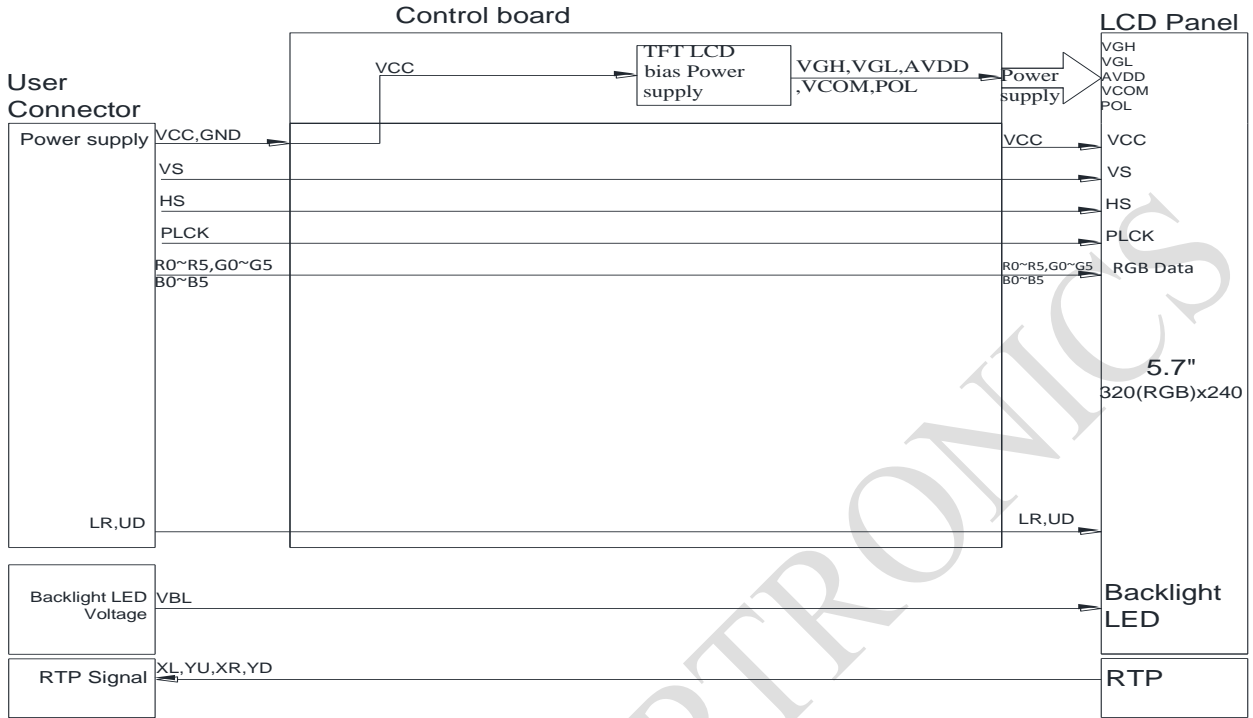 Control board
LCD Panel
User
Connector
VCC
TFT LCD
bias Power
supply
VGH,VGL,AVDD
,VCOM,POL
Power
supply
VGH
VGL
AVDD
VCOM
POL
Power supply
VCC,GND
VCC
VCC
VS
VS
HS
HS
PLCK
PLCK
R0~R5,G0~G5
B0~B5
R0~R5,G0~G5
B0~B5
RGB Data
5.7"
320(RGB)x240
LR,UD
LR,UD
Backlight LED
Voltage
VBL
Backlight
LED
RTP Signal
XL,YU,XR,YD
RTP
PTRONICS